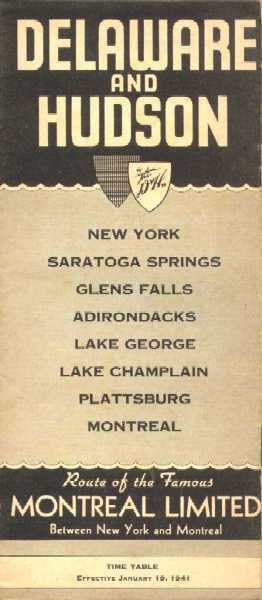 DELAWARE
AND
HUDSON
The
D&H
NEW YORK
SARATOGA SPRINGS
GLENS FALLS
ADIRONDACKS
LAKE GEORGE
LAKE CHAMPLAIN
PLATTSBURG
MONTREAL
Route of the Famous
MONTREAL LIMITED
Between New York and Montreal
TIME TABLE
EFFECTIVE JANUARY 19, 1941